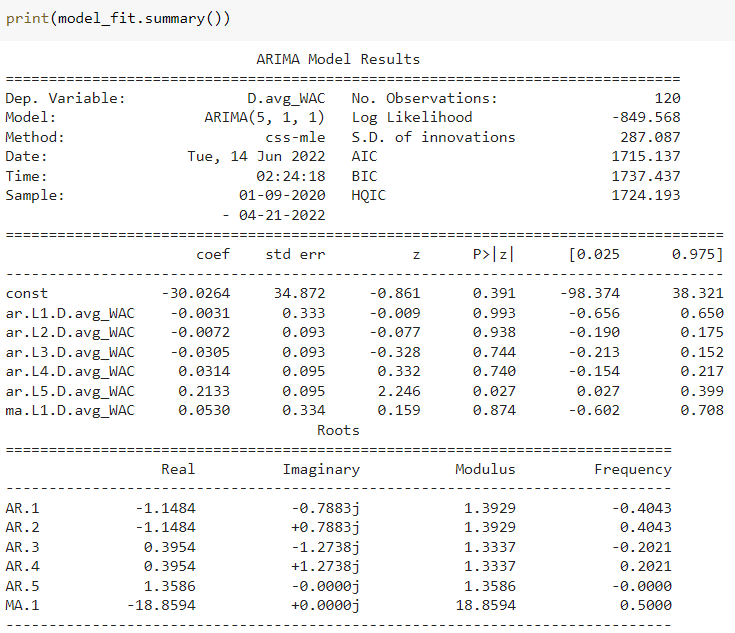 print(model_fit.summary())
ARIMA Model Results
==============================================================================
Dep. Variable: D.avg_WAC No. Observations: 120
Model: ARIMA(5, 1, 1) Log Likelihood -849.568
Method: css-mle S.D. of innovations 287.087
Date: Tue, 14 Jun 2022 AIC 1715.137
Time: 02:24:18 BIC 1737.437
Sample: 01-09-2020 HQIC 1724.193
- 04-21-2022
===================================================================================
coef std err z P>|z| [0.025 0.975]
-----------------------------------------------------------------------------------
const -30.0264 34.872 -0.861 0.391 -98.374 38.321
ar.L1.D.avg_WAC -0.0031 0.333 -0.009 0.993 -0.656 0.650
ar.L2.D.avg_WAC -0.0072 0.093 -0.077 0.938 -0.190 0.175
ar.L3.D.avg_WAC -0.0305 0.093 -0.328 0.744 -0.213 0.152
ar.L4.D.avg_WAC 0.0314 0.095 0.332 0.740 -0.154 0.217
ar.L5.D.avg_WAC 0.2133 0.095 2.246 0.027 0.027 0.399
ma.L1.D.avg_WAC 0.0530 0.334 0.159 0.874 -0.602 0.708
Roots
=============================================================================
Real Imaginary Modulus Frequency
-----------------------------------------------------------------------------
AR.1 -1.1484 -0.7883j 1.3929 -0.4043
AR.2 -1.1484 +0.7883j 1.3929 0.4043
AR.3 0.3954 -1.2738j 1.3337 -0.2021
AR.4 0.3954 +1.2738j 1.3337 0.2021
AR.5 1.3586 -0.0000j 1.3586 -0.0000
MA.1 -18.8594 +0.0000j 18.8594 0.5000
-----------------------------------------------------------------------------